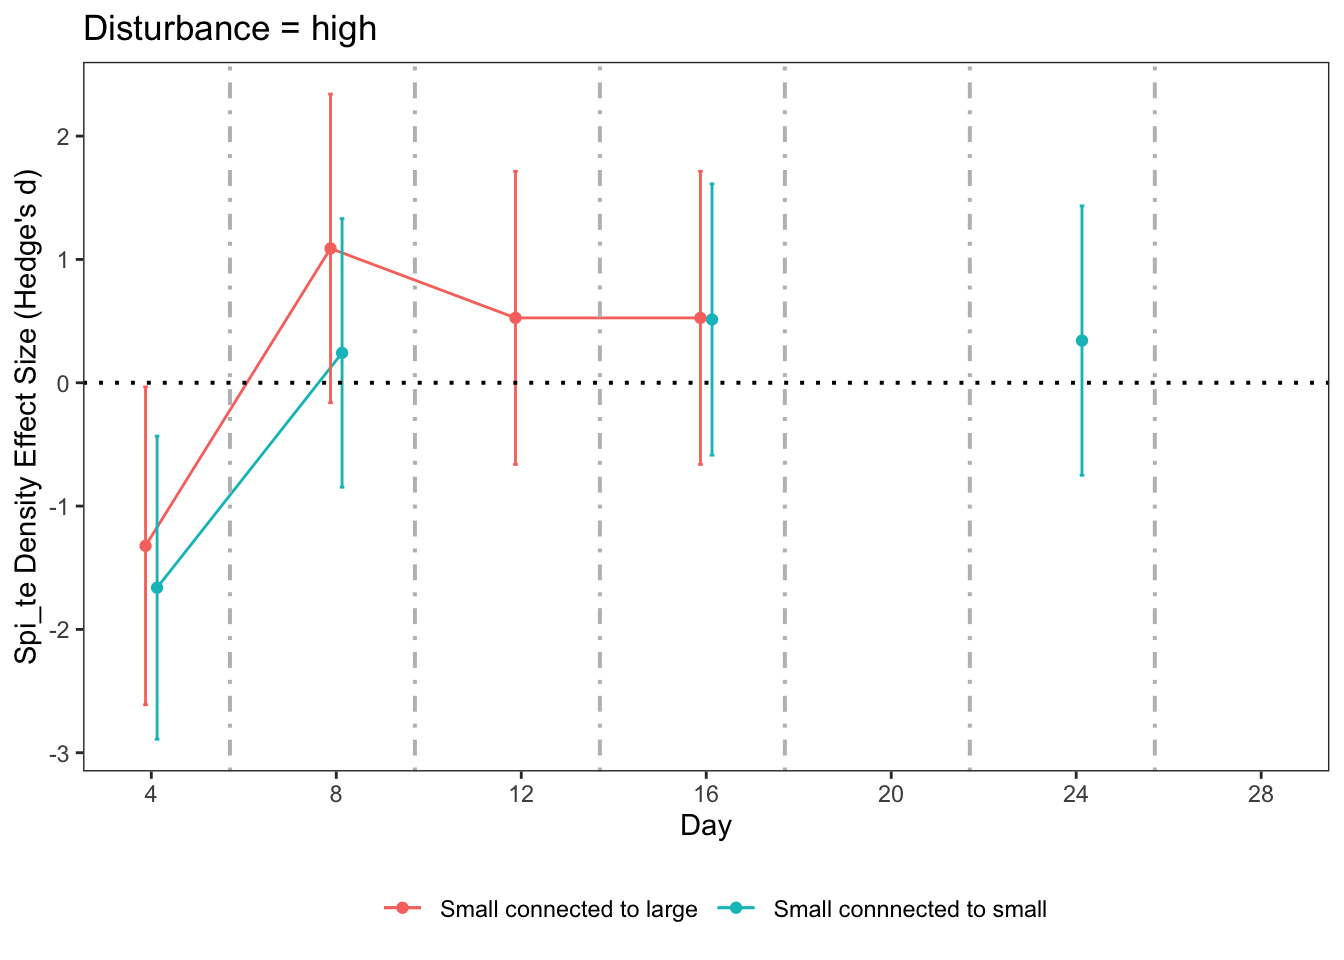 Disturbance = high
Spi_te Density Effect Size (Hedge's d)
2
1
0
-1
-2
-3
4 8 12 16 20 24 28
Day
Small connected to large Small connnected to small